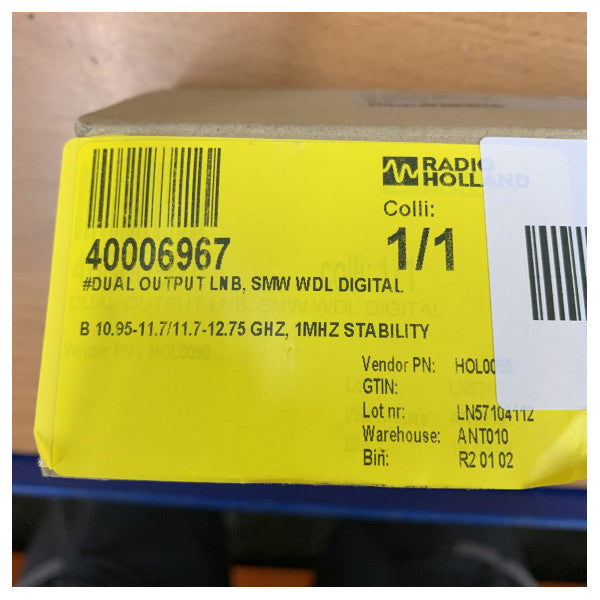 RADIO
HOLLAND
Colli:
1/1
40006967
#DUAL OUTPUT LNB, SMW WDL DIGITAL
B 10.95-11.7/11.7-12.75 GHZ, 1MHZ STABILITY
Vendor PN:
GTIN:
Lot nr: LN57104112
Warehouse: ANT010
Bin: R2 01 02